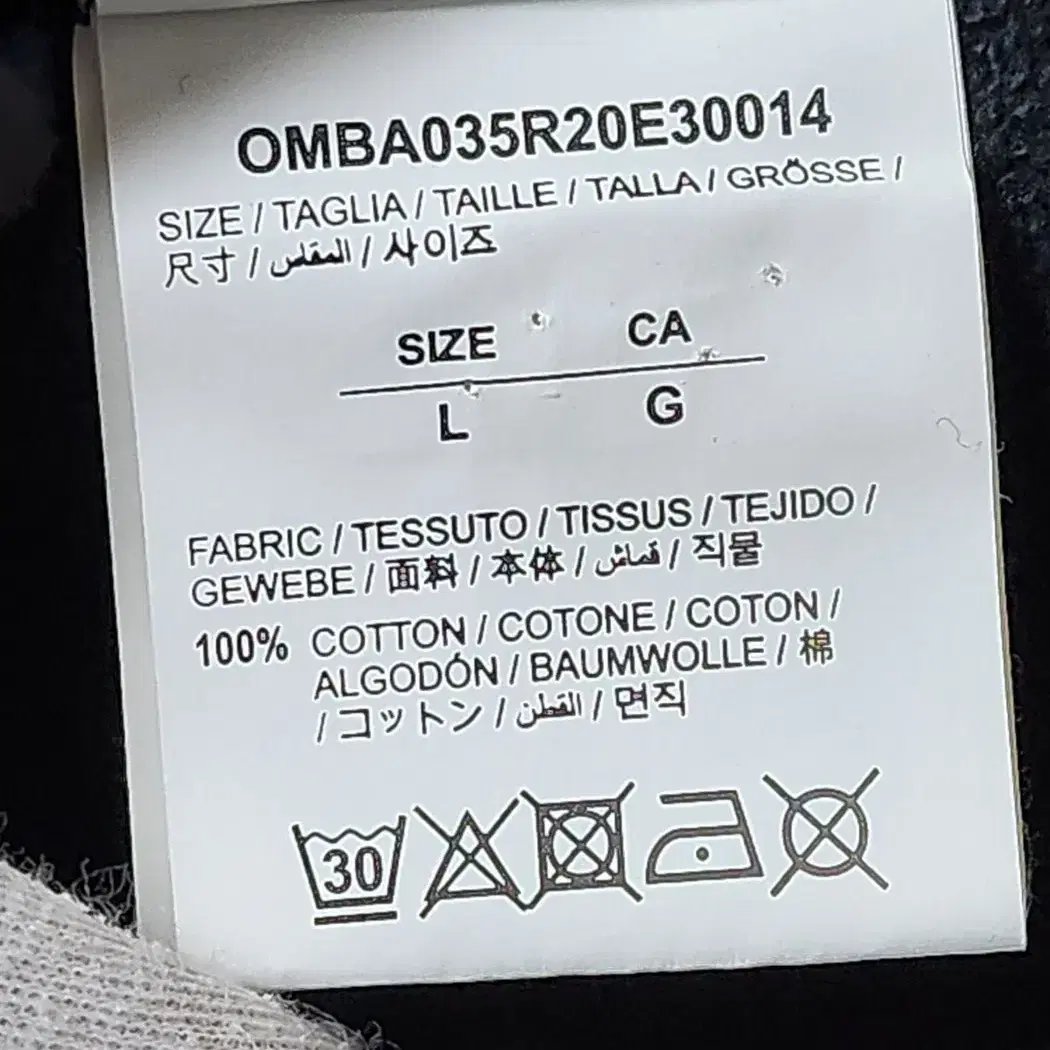 OMBA035R20E30014
SIZE / TAGLIA / TAILLE / TALLA / GRÖSSE /
尺寸 / المقلس / 사이즈
SIZE CA
L G
FABRIC / TESSUTO / TISSUS / TEJIDO /
GEWEBE / 面料 / 本体 / قماش / 직물
100% COTTON / COTONE / COTON /
ALGODÓN / BAUMWOLLE / 棉
/ コットン / القطن / 면직
30